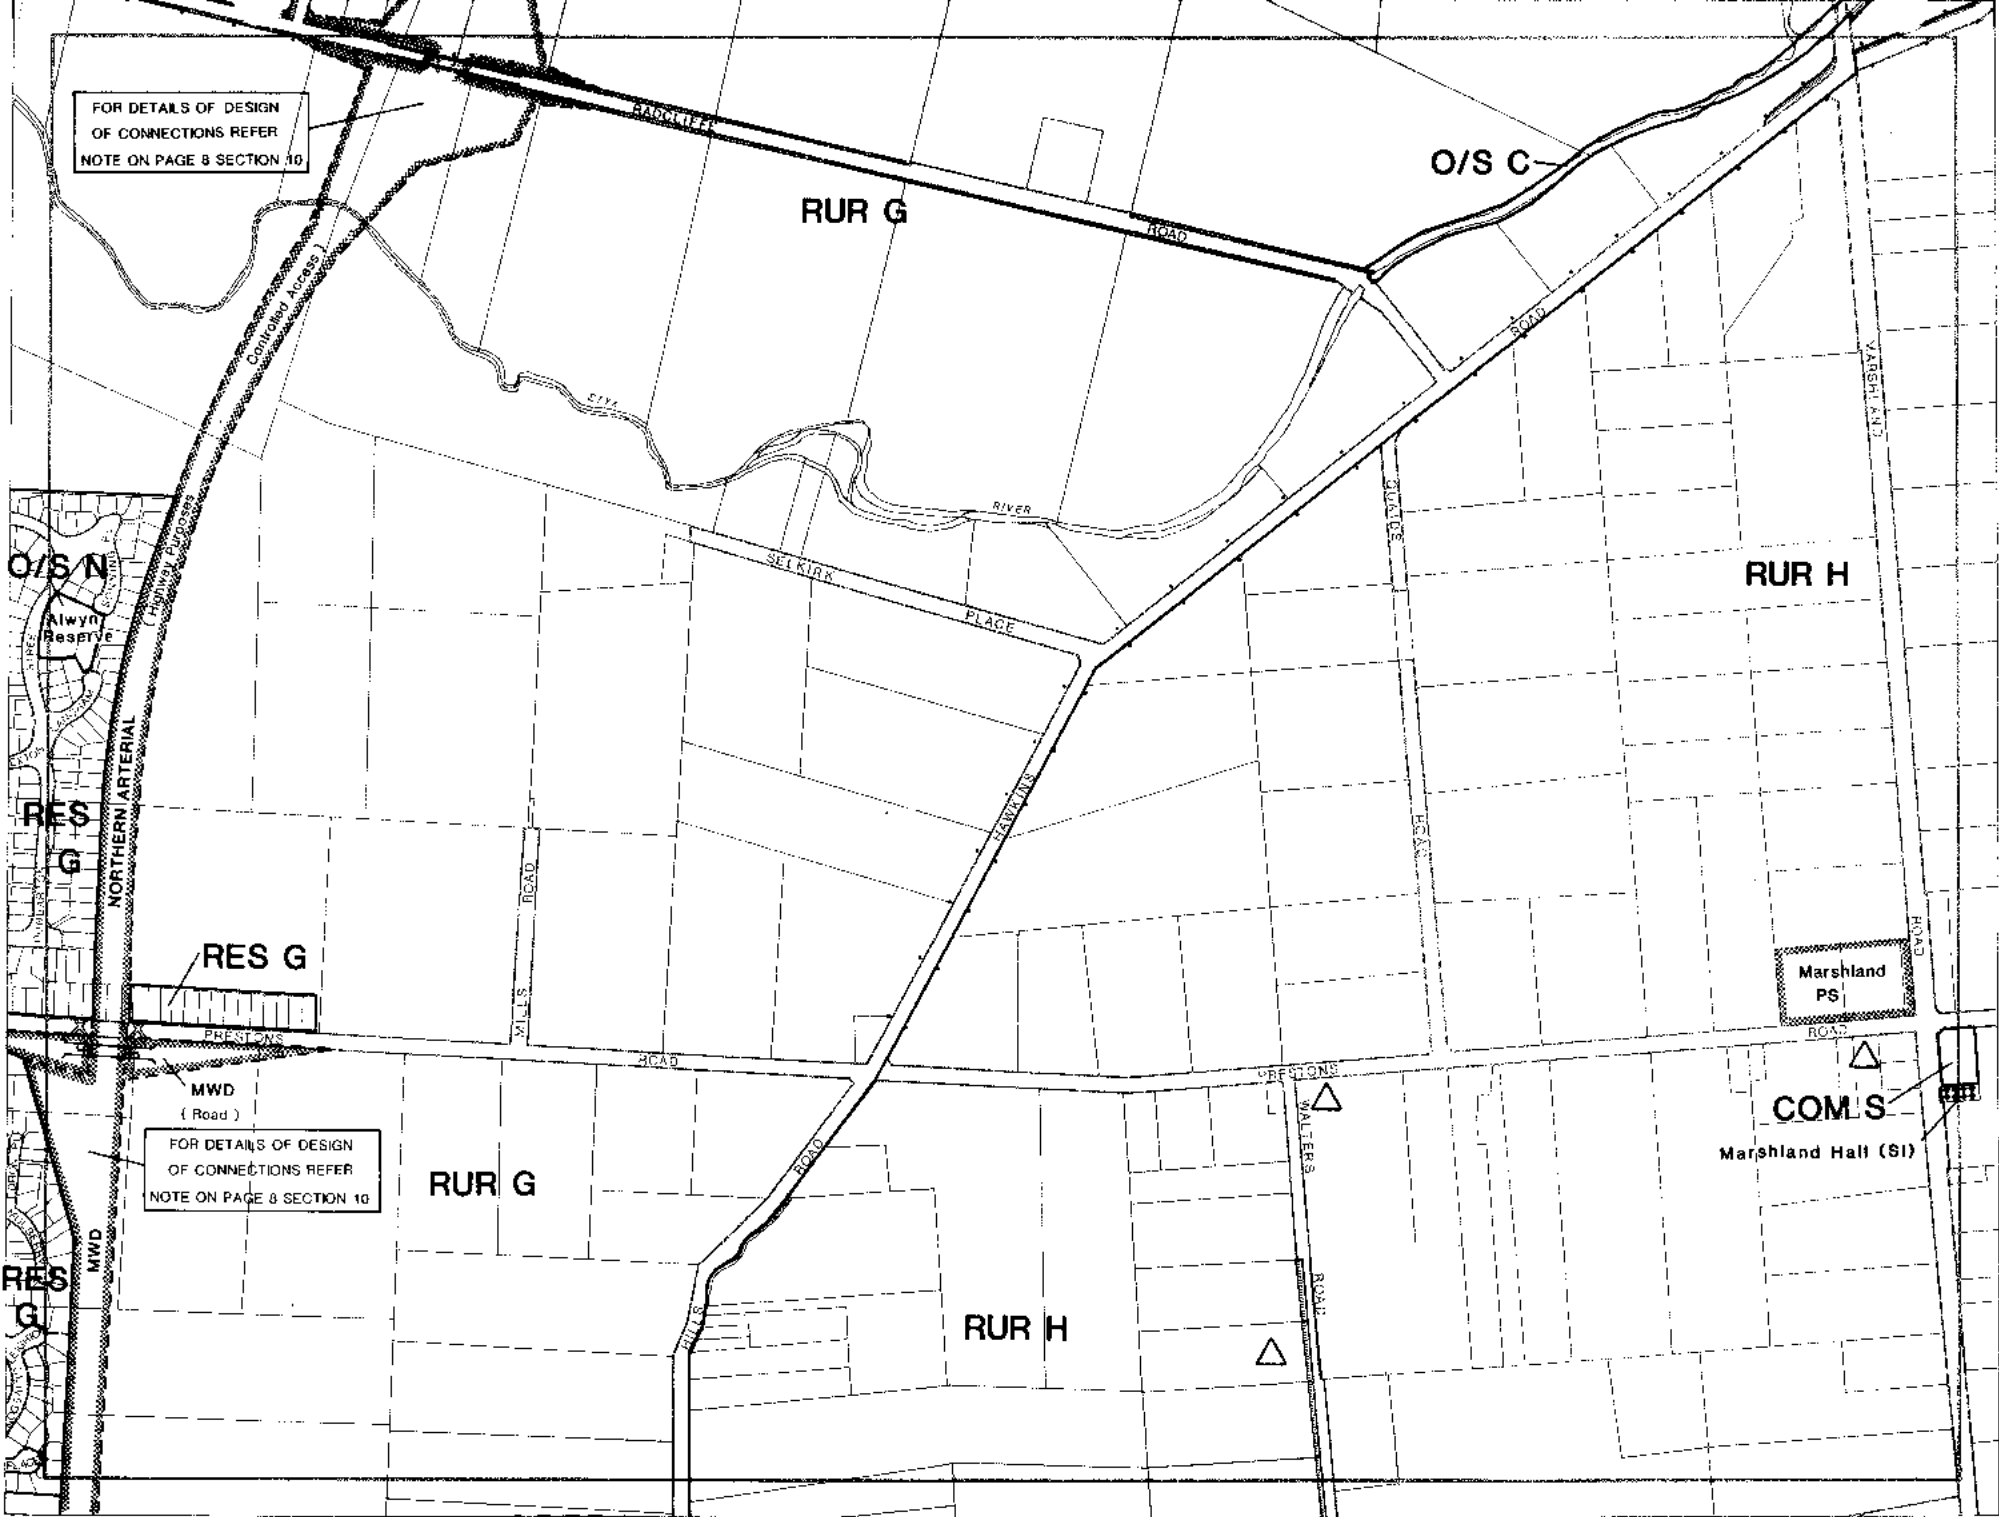 FOR DETAILS OF DESIGN
OF CONNECTIONS REFER
NOTE ON PAGE 8 SECTION 10
RADCLIFFE
ROAD
O/S C
RUR G
( Highway Purposes
Controlled Access )
ROAD
MARSHLAND
STYX
RIVER
QUAIDS
O/S N
Alwyn
Reserve
SELKIRK
PLACE
RUR H
NORTHERN ARTERIAL
HAWKINS
RES
G
ROAD
ROAD
ROAD
RES G
MILLS
Marshland
PS
PRESTONS
ROAD
PRESTONS
ROAD
MWD
( Road )
WALTERS
COM S
Marshland Hall (SI)
FOR DETAILS OF DESIGN
OF CONNECTIONS REFER
NOTE ON PAGE 8 SECTION 10
ROAD
RUR G
MWD
RES
G
HILLS
RUR H
ROAD